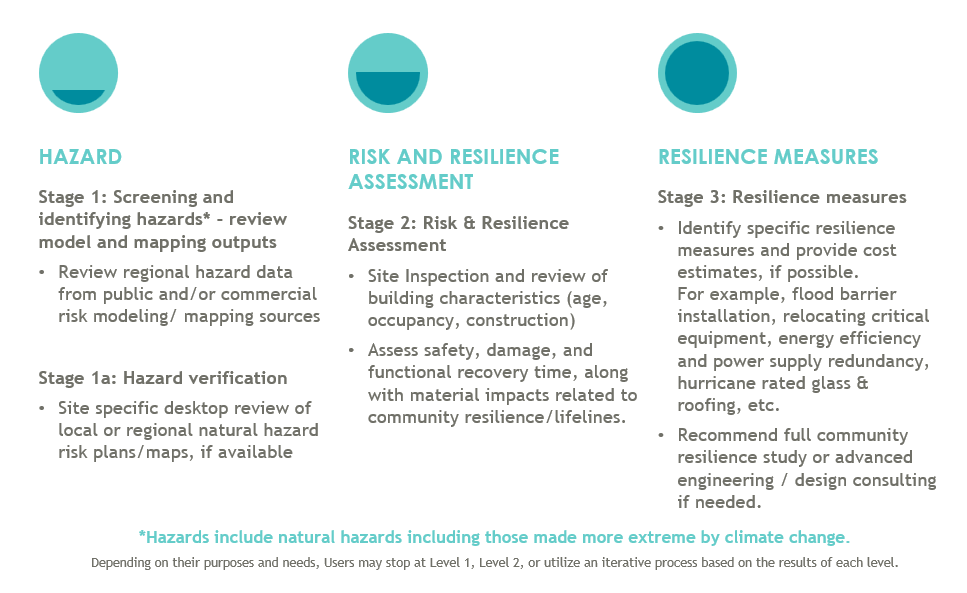 HAZARD
Stage 1: Screening and
identifying hazards* - review
model and mapping outputs
• Review regional hazard data
from public and/or commercial
risk modeling/ mapping sources
Stage 1a: Hazard verification
• Site specific desktop review of
local or regional natural hazard
risk plans/maps, if available
RISK AND RESILIENCE
ASSESSMENT
Stage 2: Risk & Resilience
Assessment
• Site Inspection and review of
building characteristics (age,
occupancy, construction)
• Assess safety, damage, and
functional recovery time, along
with material impacts related to
community resilience/lifelines.
RESILIENCE MEASURES
Stage 3: Resilience measures
• Identify specific resilience
measures and provide cost
estimates, if possible.
For example, flood barrier
installation, relocating critical
equipment, energy efficiency
and power supply redundancy,
hurricane rated glass &
roofing, etc.
• Recommend full community
resilience study or advanced
engineering / design consulting
if needed.
*Hazards include natural hazards including those made more extreme by climate change.
Depending on their purposes and needs, Users may stop at Level 1, Level 2, or utilize an iterative process based on the results of each level.